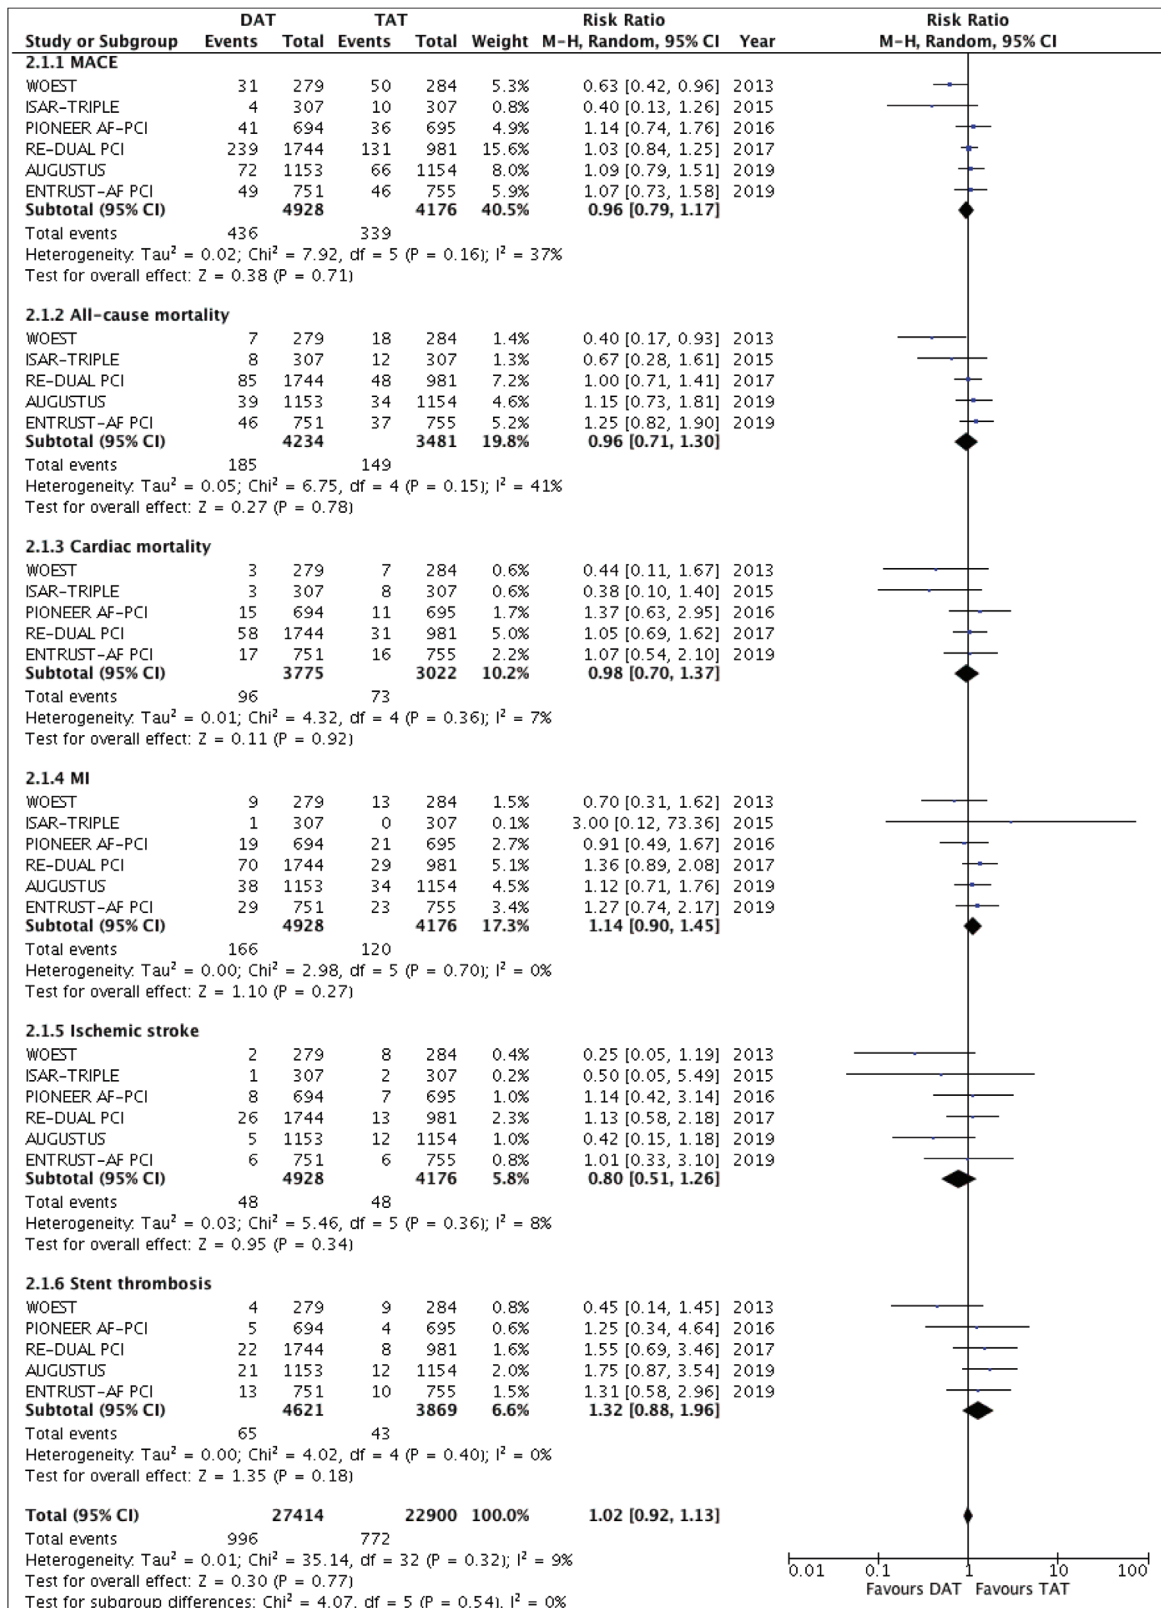 DAT TAT Risk Ratio Risk Ratio
Study or Subgroup Events Total Events Total Weight M-H, Random, 95% CI Year M-H, Random, 95% CI
2.1.1 MACE
WOEST 31 279 50 284 5.3% 0.63 [0.42, 0.96] 2013
ISAR-TRIPLE 4 307 10 307 0.8% 0.40 [0.13, 1.26] 2015
PIONEER AF-PCI 41 694 36 695 4.9% 1.14 [0.74, 1.76] 2016
RE-DUAL PCI 239 1744 131 981 15.6% 1.03 [0.84, 1.25] 2017
AUGUSTUS 72 1153 66 1154 8.0% 1.09 [0.79, 1.51] 2019
ENTRUST-AF PCI 49 751 46 755 5.9% 1.07 [0.73, 1.58] 2019
Subtotal (95% CI) 4928 4176 40.5% 0.96 [0.79, 1.17]
Total events 436 339
Heterogeneity: Tau² = 0.02; Chi² = 7.92, df = 5 (P = 0.16); I² = 37%
Test for overall effect: Z = 0.38 (P = 0.71)
2.1.2 All-cause mortality
WOEST 7 279 18 284 1.4% 0.40 [0.17, 0.93] 2013
ISAR-TRIPLE 8 307 12 307 1.3% 0.67 [0.28, 1.61] 2015
RE-DUAL PCI 85 1744 48 981 7.2% 1.00 [0.71, 1.41] 2017
AUGUSTUS 39 1153 34 1154 4.6% 1.15 [0.73, 1.81] 2019
ENTRUST-AF PCI 46 751 37 755 5.2% 1.25 [0.82, 1.90] 2019
Subtotal (95% CI) 4234 3481 19.8% 0.96 [0.71, 1.30]
Total events 185 149
Heterogeneity: Tau² = 0.05; Chi² = 6.75, df = 4 (P = 0.15); I² = 41%
Test for overall effect: Z = 0.27 (P = 0.78)
2.1.3 Cardiac mortality
WOEST 3 279 7 284 0.6% 0.44 [0.11, 1.67] 2013
ISAR-TRIPLE 3 307 8 307 0.6% 0.38 [0.10, 1.40] 2015
PIONEER AF-PCI 15 694 11 695 1.7% 1.37 [0.63, 2.95] 2016
RE-DUAL PCI 58 1744 31 981 5.0% 1.05 [0.69, 1.62] 2017
ENTRUST-AF PCI 17 751 16 755 2.2% 1.07 [0.54, 2.10] 2019
Subtotal (95% CI) 3775 3022 10.2% 0.98 [0.70, 1.37]
Total events 96 73
Heterogeneity: Tau² = 0.01; Chi² = 4.32, df = 4 (P = 0.36); I² = 7%
Test for overall effect: Z = 0.11 (P = 0.92)
2.1.4 MI
WOEST 9 279 13 284 1.5% 0.70 [0.31, 1.62] 2013
ISAR-TRIPLE 1 307 0 307 0.1% 3.00 [0.12, 73.36] 2015
PIONEER AF-PCI 19 694 21 695 2.7% 0.91 [0.49, 1.67] 2016
RE-DUAL PCI 70 1744 29 981 5.1% 1.36 [0.89, 2.08] 2017
AUGUSTUS 38 1153 34 1154 4.5% 1.12 [0.71, 1.76] 2019
ENTRUST-AF PCI 29 751 23 755 3.4% 1.27 [0.74, 2.17] 2019
Subtotal (95% CI) 4928 4176 17.3% 1.14 [0.90, 1.45]
Total events 166 120
Heterogeneity: Tau² = 0.00; Chi² = 2.98, df = 5 (P = 0.70); I² = 0%
Test for overall effect: Z = 1.10 (P = 0.27)
2.1.5 Ischemic stroke
WOEST 2 279 8 284 0.4% 0.25 [0.05, 1.19] 2013
ISAR-TRIPLE 1 307 2 307 0.2% 0.50 [0.05, 5.49] 2015
PIONEER AF-PCI 8 694 7 695 1.0% 1.14 [0.42, 3.14] 2016
RE-DUAL PCI 26 1744 13 981 2.3% 1.13 [0.58, 2.18] 2017
AUGUSTUS 5 1153 12 1154 1.0% 0.42 [0.15, 1.18] 2019
ENTRUST-AF PCI 6 751 6 755 0.8% 1.01 [0.33, 3.10] 2019
Subtotal (95% CI) 4928 4176 5.8% 0.80 [0.51, 1.26]
Total events 48 48
Heterogeneity: Tau² = 0.03; Chi² = 5.46, df = 5 (P = 0.36); I² = 8%
Test for overall effect: Z = 0.95 (P = 0.34)
2.1.6 Stent thrombosis
WOEST 4 279 9 284 0.8% 0.45 [0.14, 1.45] 2013
PIONEER AF-PCI 5 694 4 695 0.6% 1.25 [0.34, 4.64] 2016
RE-DUAL PCI 22 1744 8 981 1.6% 1.55 [0.69, 3.46] 2017
AUGUSTUS 21 1153 12 1154 2.0% 1.75 [0.87, 3.54] 2019
ENTRUST-AF PCI 13 751 10 755 1.5% 1.31 [0.58, 2.96] 2019
Subtotal (95% CI) 4621 3869 6.6% 1.32 [0.88, 1.96]
Total events 65 43
Heterogeneity: Tau² = 0.00; Chi² = 4.02, df = 4 (P = 0.40); I² = 0%
Test for overall effect: Z = 1.35 (P = 0.18)
Total (95% CI) 27414 22900 100.0% 1.02 [0.92, 1.13]
Total events 996 772
Heterogeneity: Tau² = 0.01; Chi² = 35.14, df = 32 (P = 0.32); I² = 9%
Test for overall effect: Z = 0.30 (P = 0.77)
Test for subgroup differences: Chi² = 4.07, df = 5 (P = 0.54), I² = 0%
0.01 0.1 1 10 100
Favours DAT Favours TAT